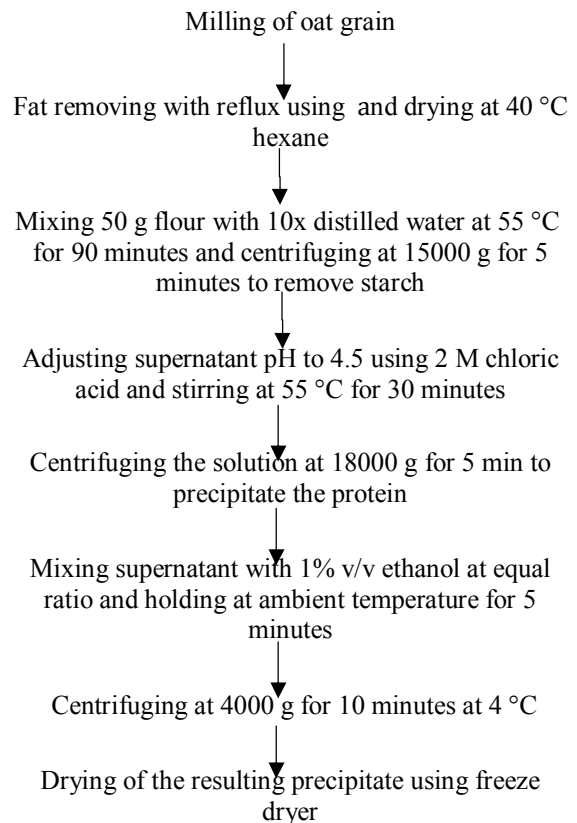 Milling of oat grain
Fat removing with reflux using  and drying at 40 °C
hexane
Mixing 50 g flour with 10x distilled water at 55 °C
for 90 minutes and centrifuging at 15000 g for 5
minutes to remove starch
Adjusting supernatant pH to 4.5 using 2 M chloric
acid and stirring at 55 °C for 30 minutes
Centrifuging the solution at 18000 g for 5 min to
precipitate the protein
Mixing supernatant with 1% v/v ethanol at equal
ratio and holding at ambient temperature for 5
minutes
Centrifuging at 4000 g for 10 minutes at 4 °C
Drying of the resulting precipitate using freeze
dryer